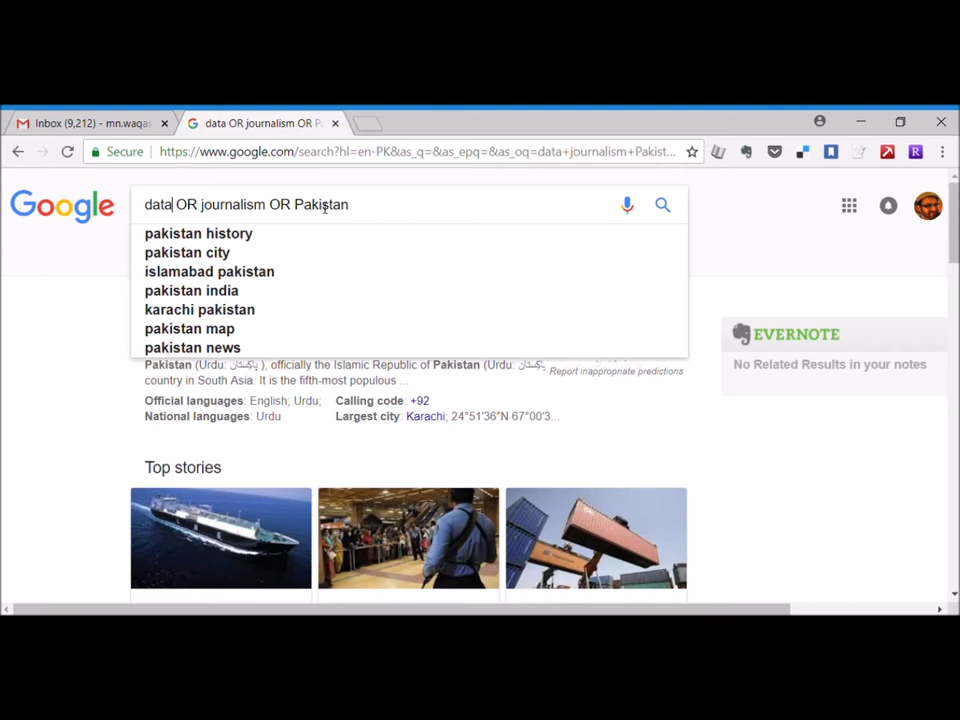 Inbox (9,212) - mn.waqas
data OR journalism OR P
Secure
https://www.google.com/search?hl=en-PK&as_q=&as_epq=&as_oq=data+journalism+Pakist...
Google
data OR journalism OR Pakistan
pakistan history
pakistan city
islamabad pakistan
pakistan india
karachi pakistan
pakistan map
pakistan news
EVERNOTE
No Related Results in your notes
Pakistan (Urdu: پاکِستان), officially the Islamic Republic of Pakistan (Urdu:
Report inappropriate predictions
country in South Asia. It is the fifth-most populous ...
Official languages: English; Urdu;
Calling code: +92
National languages: Urdu
Largest city: Karachi; 24°51'36"N 67°00'3...
Top stories